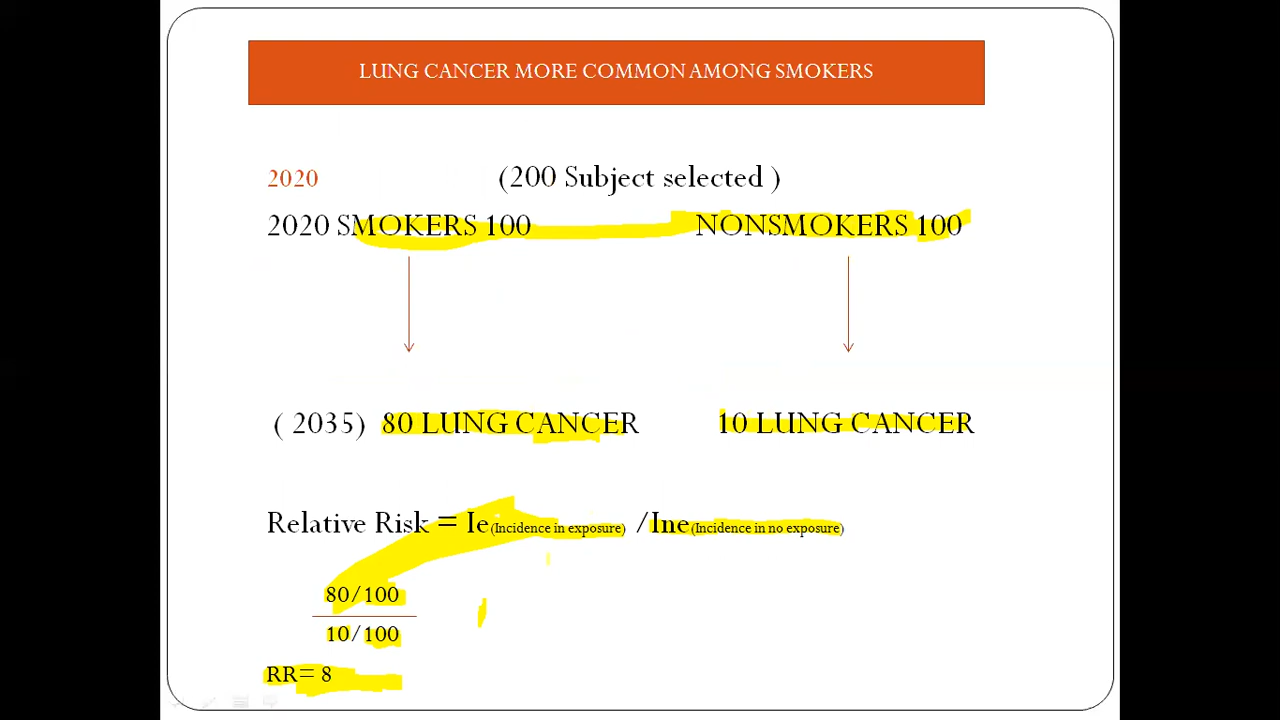 LUNG CANCER MORE COMMON AMONG SMOKERS
2020 (200 Subject selected )
2020 SMOKERS 100 NONSMOKERS 100
( 2035) 80 LUNG CANCER 10 LUNG CANCER
Relative Risk = Ie(Incidence in exposure) /Ine(Incidence in no exposure)
80/100
10/100
RR= 8